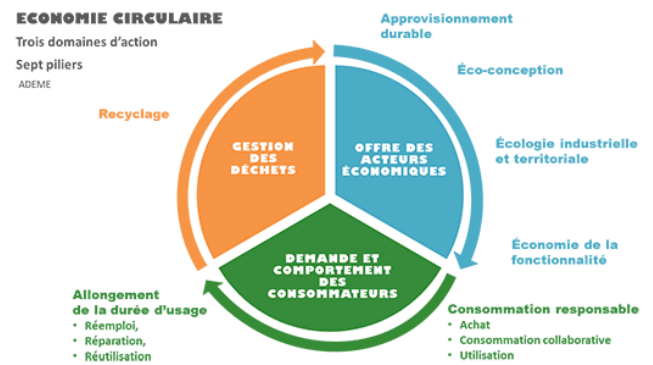 ECONOMIE CIRCULAIRE
Trois domaines d'action
Sept piliers
ADEME
Approvisionnement
durable
Éco-conception
Écologie industrielle
et territoriale
Économie de la
fonctionnalité
Recyclage
GESTION
DES
DÉCHETS
OFFRE DES
ACTEURS
ÉCONOMIQUES
DEMANDE ET
COMPORTEMENT
DES
CONSOMMATEURS
Consommation responsable
• Achat
• Consommation collaborative
• Utilisation
Allongement
de la durée d'usage
• Réemploi,
• Réparation,
• Réutilisation